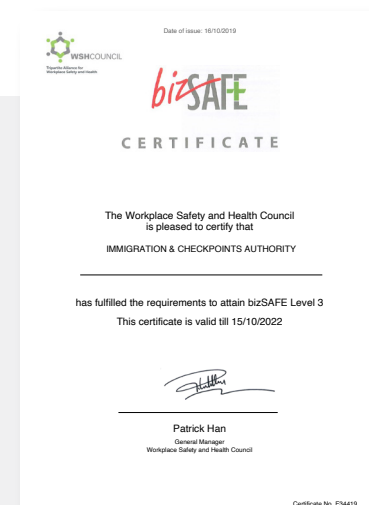 Date of issue: 16/10/2019
WSHCOUNCIL
Tripartite Alliance for
Workplace Safety and Health
bizSAFE
CERTIFICATE
The Workplace Safety and Health Council
is pleased to certify that
IMMIGRATION & CHECKPOINTS AUTHORITY
has fulfilled the requirements to attain bizSAFE Level 3
This certificate is valid till 15/10/2022
Patrick Han
General Manager
Workplace Safety and Health Council
Certificate No. E34419